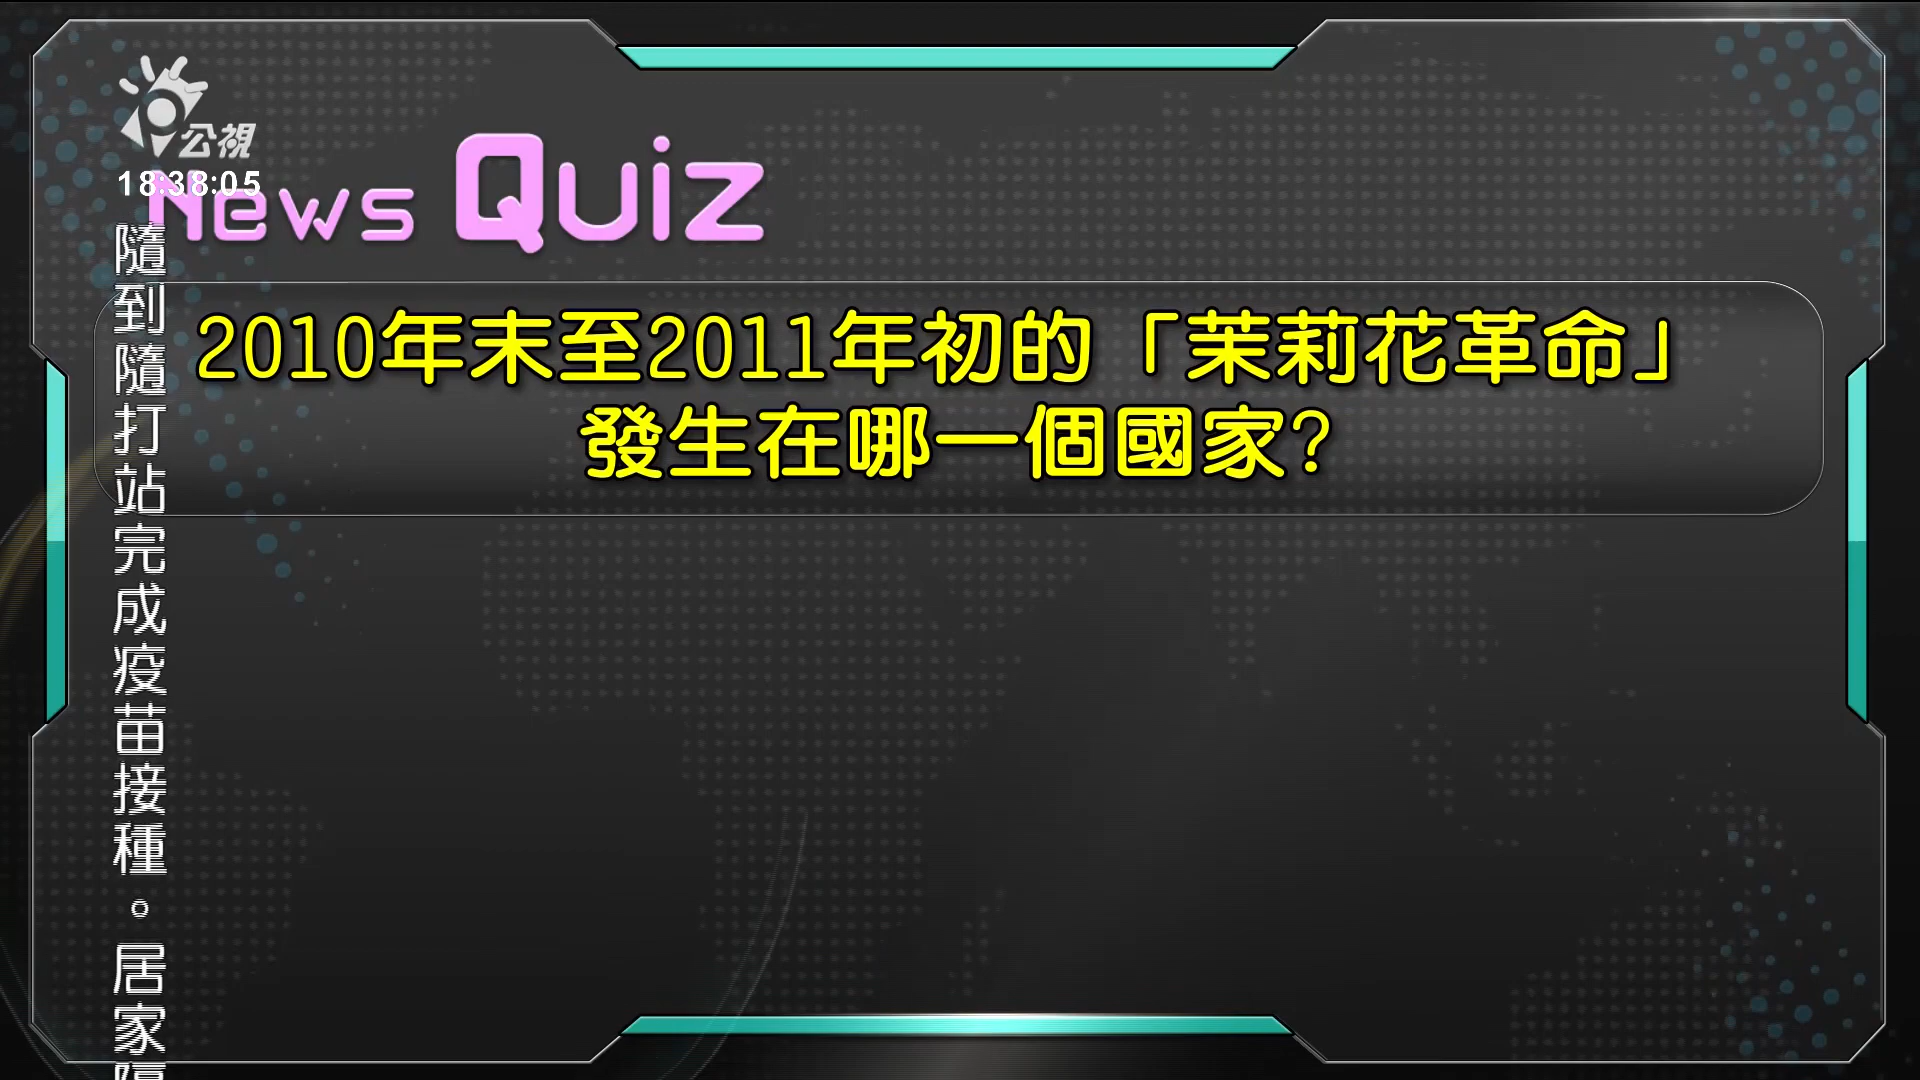 公視
18:38:05
News Quiz
2010年末至2011年初的「茉莉花革命」
發生在哪一個國家?
隨到隨打站完成疫苗接種。居家隔